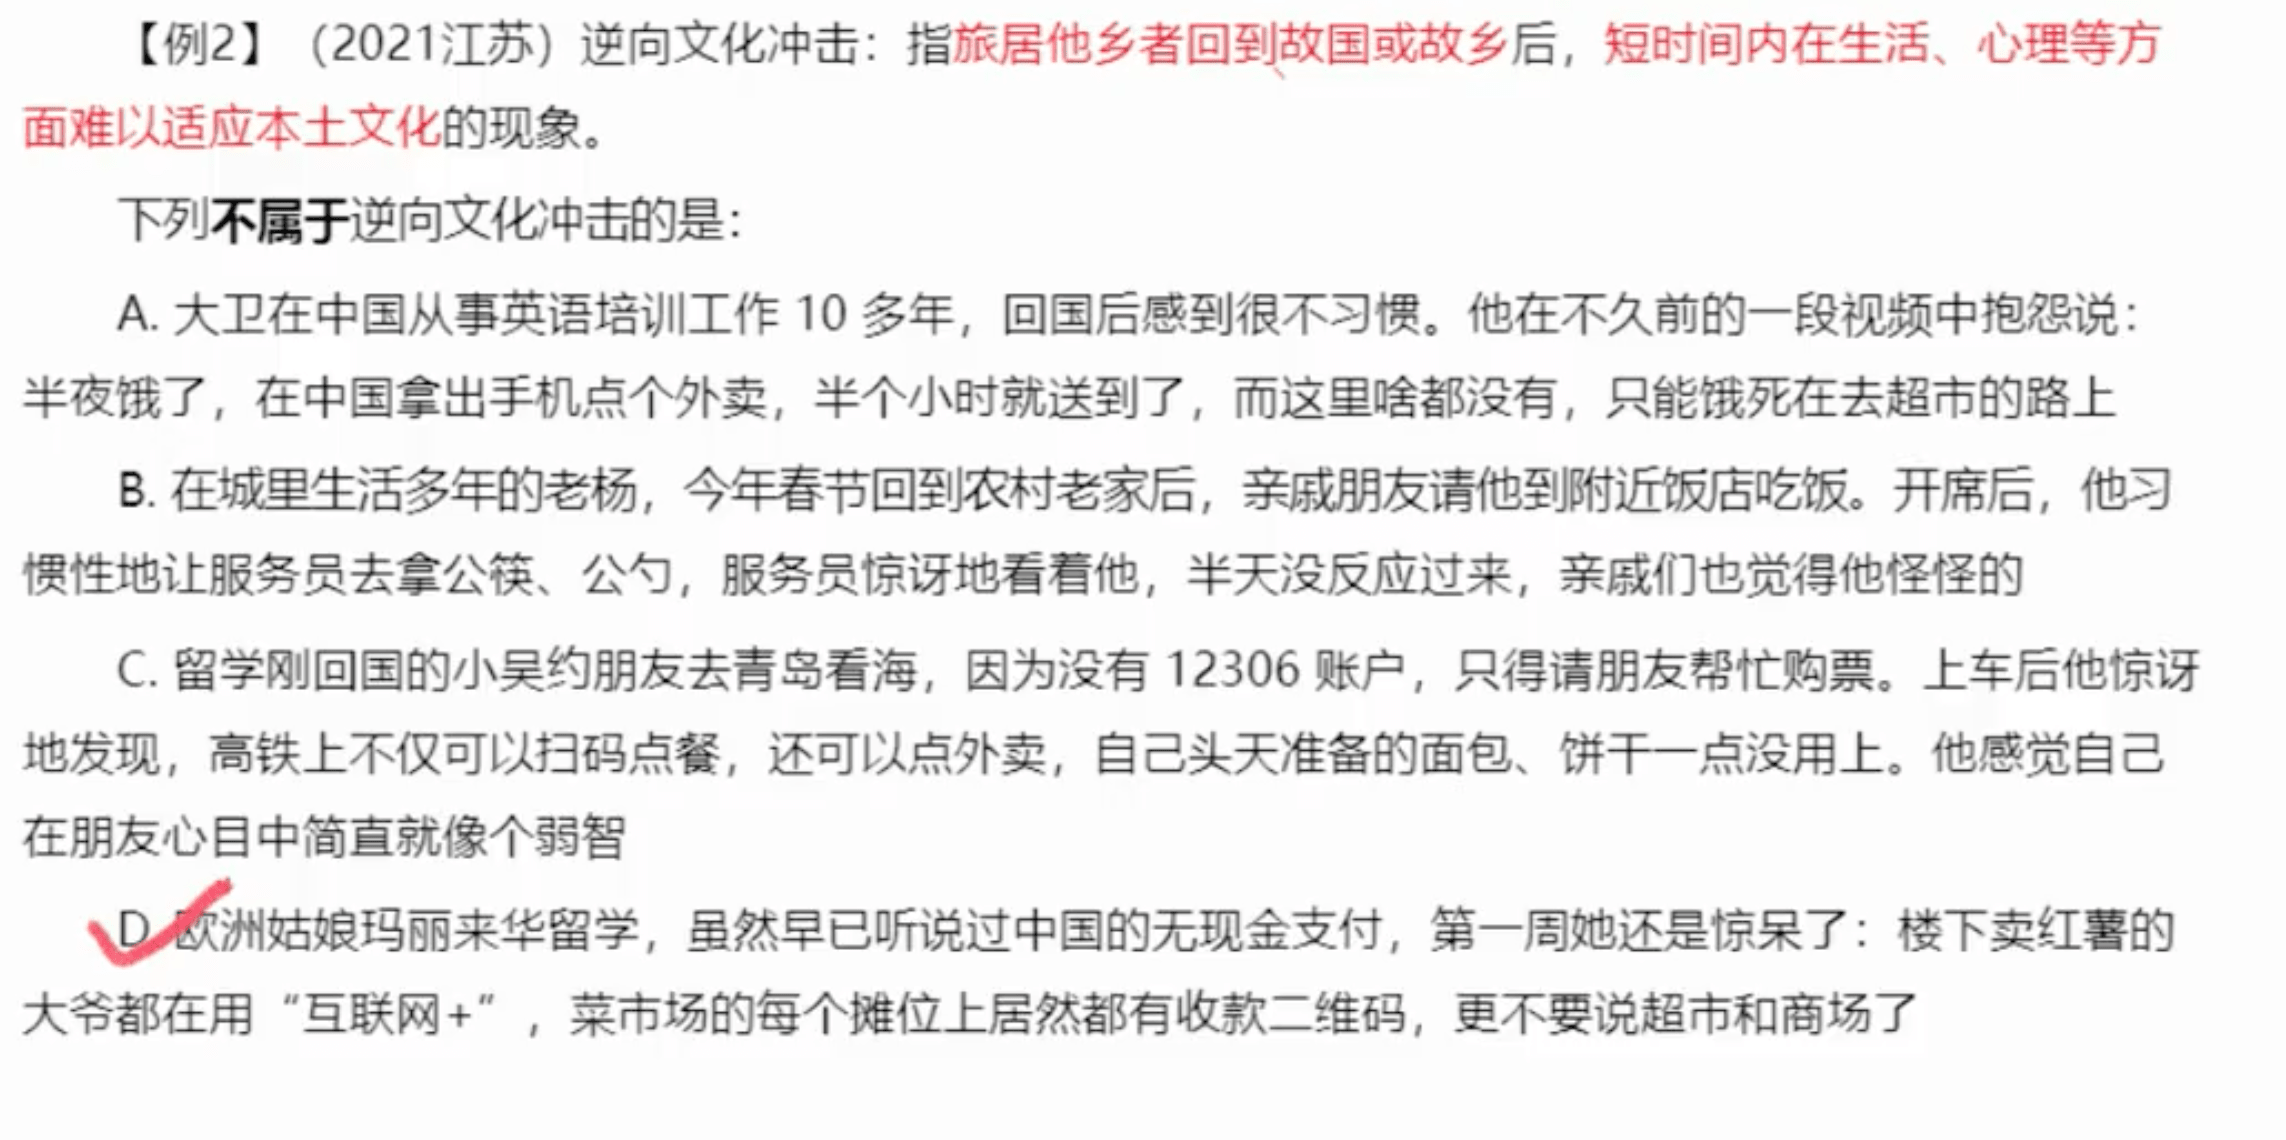 【例2】（2021江苏）逆向文化冲击：指旅居他乡者回到故国或故乡后，短时间内在生活、心理等方
面难以适应本土文化的现象。
下列不属于逆向文化冲击的是：
A. 大卫在中国从事英语培训工作 10 多年，回国后感到很不习惯。他在不久前的一段视频中抱怨说：
半夜饿了，在中国拿出手机点个外卖，半个小时就送到了，而这里啥都没有，只能饿死在去超市的路上
B. 在城里生活多年的老杨，今年春节回到农村老家后，亲戚朋友请他到附近饭店吃饭。开席后，他习
惯性地让服务员去拿公筷、公勺，服务员惊讶地看着他，半天没反应过来，亲戚们也觉得他怪怪的
C. 留学刚回国的小吴约朋友去青岛看海，因为没有 12306 账户，只得请朋友帮忙购票。上车后他惊讶
地发现，高铁上不仅可以扫码点餐，还可以点外卖，自己头天准备的面包、饼干一点没用上。他感觉自己
在朋友心目中简直就像个弱智
D. 欧洲姑娘玛丽来华留学，虽然早已听说过中国的无现金支付，第一周她还是惊呆了：楼下卖红薯的
大爷都在用“互联网+”，菜市场的每个摊位上居然都有收款二维码，更不要说超市和商场了